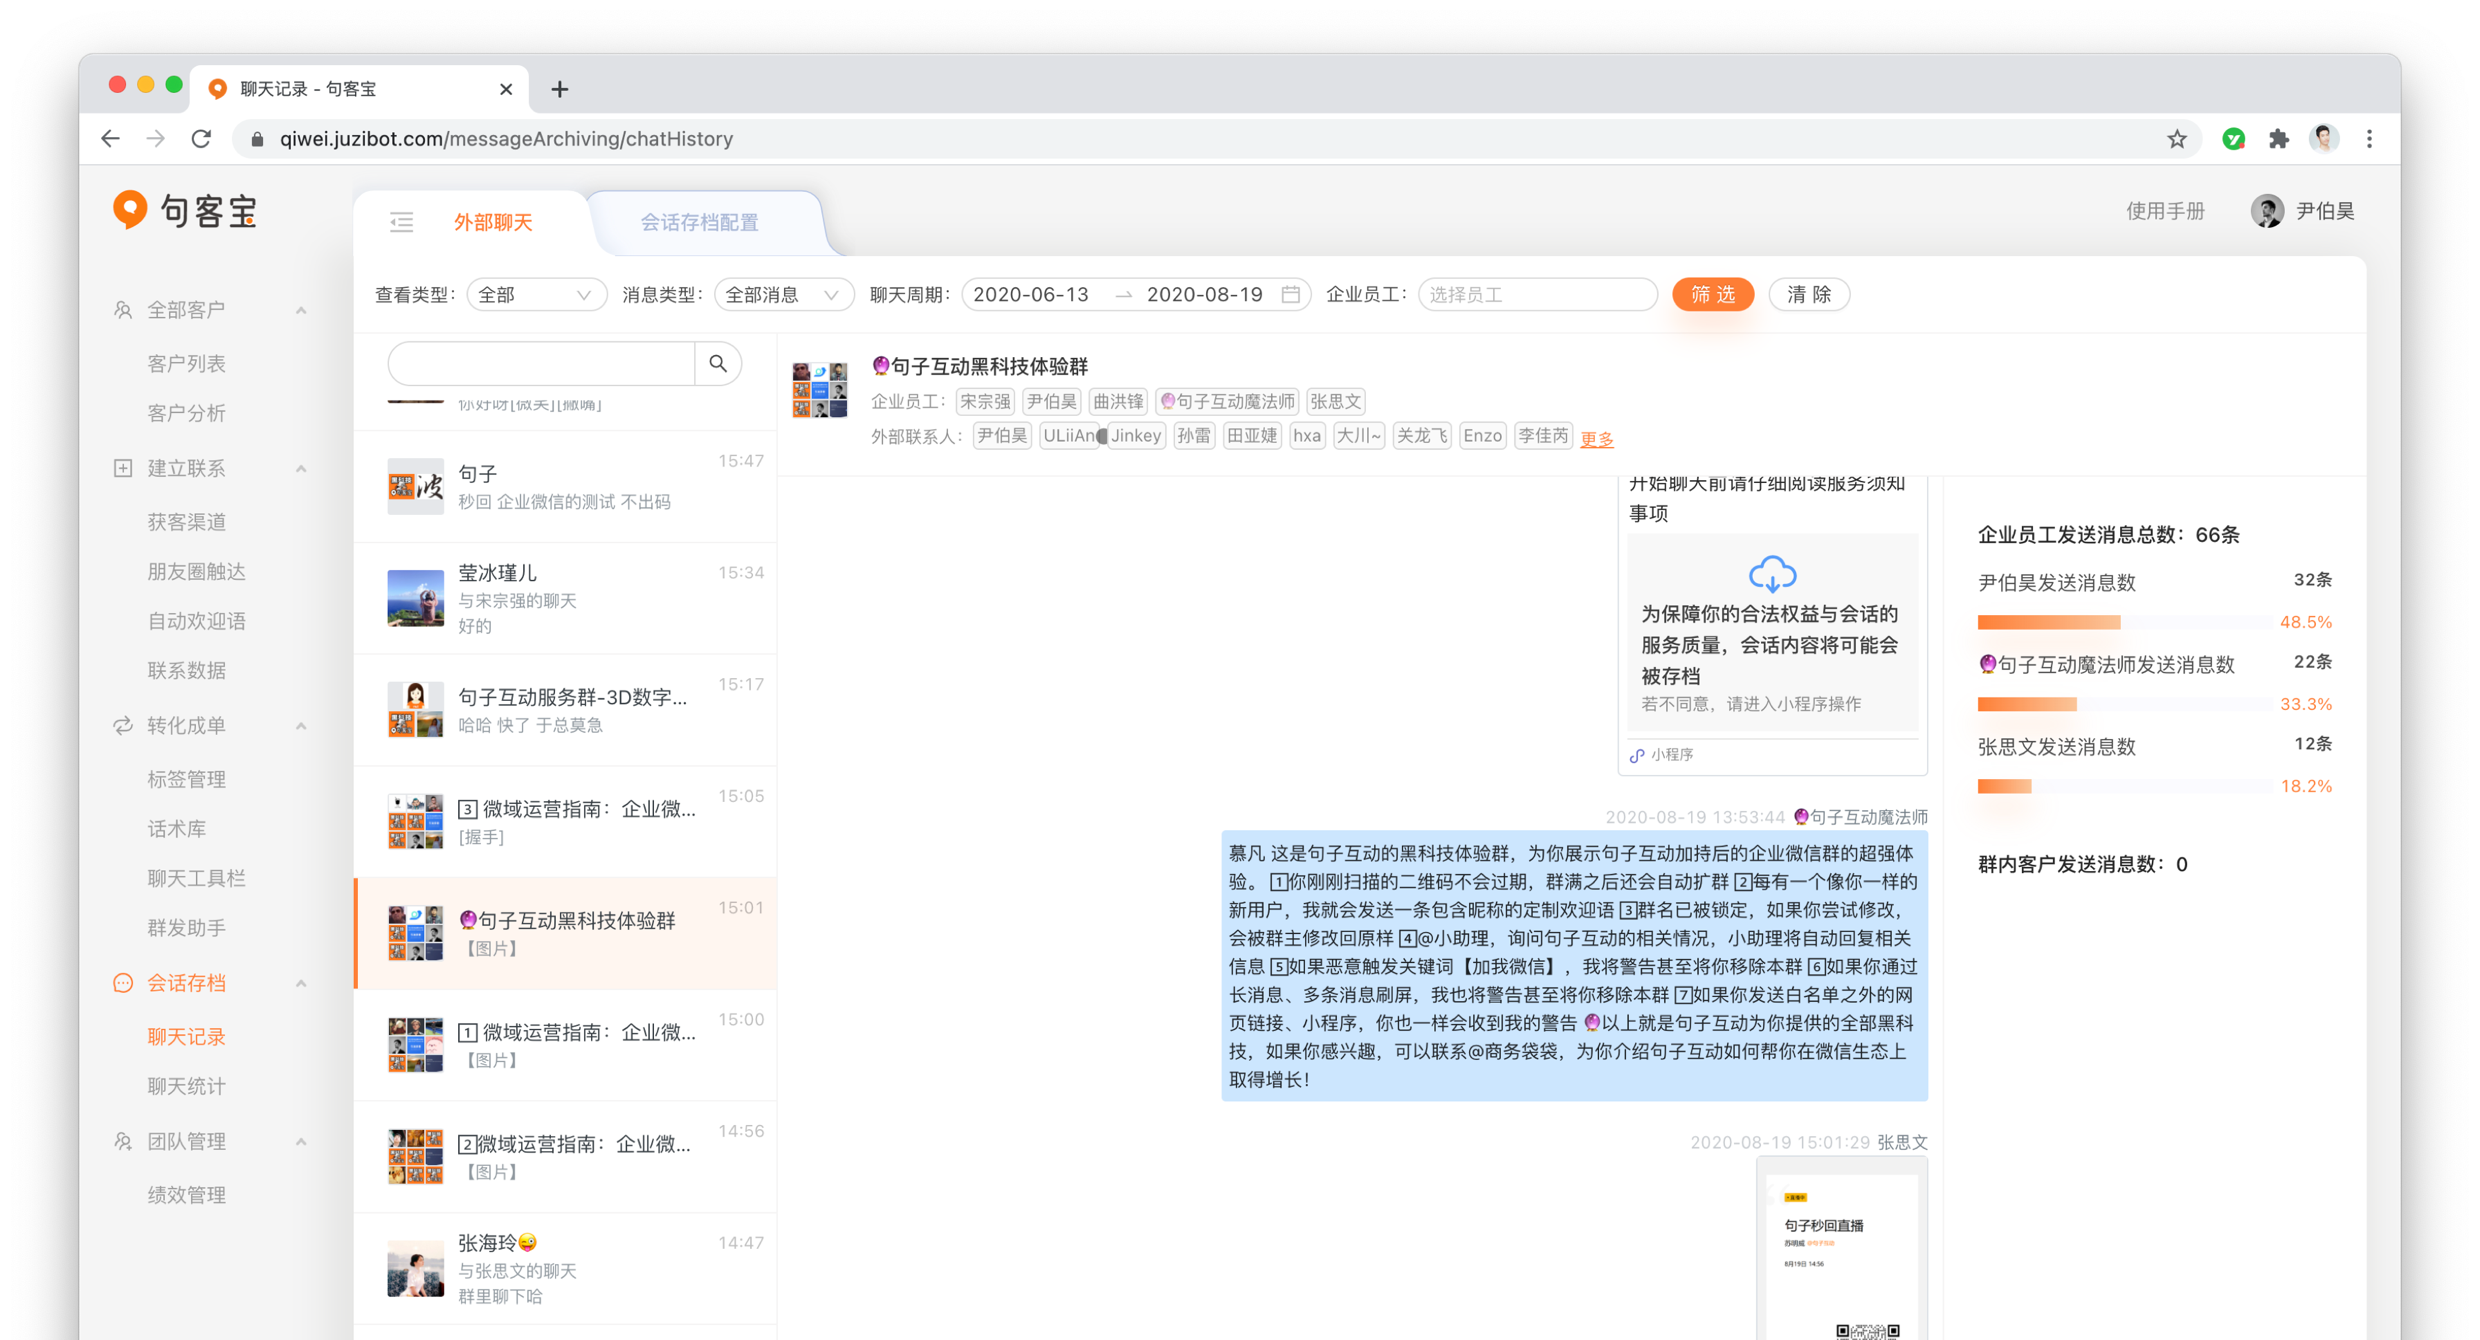 聊天记录 - 句客宝
qiwei.juzibot.com/messageArchiving/chatHistory
句客宝
外部聊天
会话存档配置
使用手册
尹伯昊
查看类型：
全部
消息类型：
全部消息
聊天周期：
2020-06-13
2020-08-19
企业员工：
选择员工
筛 选
清 除
全部客户
客户列表
客户分析
建立联系
获客渠道
朋友圈触达
自动欢迎语
联系数据
转化成单
标签管理
话术库
聊天工具栏
群发助手
会话存档
聊天记录
聊天统计
团队管理
绩效管理
你好呀[微笑][撇嘴]
句子
15:47
秒回 企业微信的测试 不出码
莹冰瑾儿
15:34
与宋宗强的聊天
好的
句子互动服务群-3D数字...
15:17
哈哈 快了 于总莫急
3️⃣ 微域运营指南：企业微...
15:05
[握手]
🔮句子互动黑科技体验群
15:01
【图片】
1️⃣ 微域运营指南：企业微...
15:00
【图片】
2️⃣微域运营指南：企业微...
14:56
【图片】
张海玲😜
14:47
与张思文的聊天
群里聊下哈
🔮句子互动黑科技体验群
企业员工： 宋宗强 尹伯昊 曲洪锋 🔮句子互动魔法师 张思文
外部联系人： 尹伯昊 ULiiAn Jinkey 孙雷 田亚婕 hxa 大川~ 关龙飞 Enzo 李佳芮 更多
开始聊天前请仔细阅读服务须知
事项
为保障你的合法权益与会话的
服务质量，会话内容将可能会
被存档
若不同意，请进入小程序操作
小程序
2020-08-19 13:53:44 🔮句子互动魔法师
慕凡 这是句子互动的黑科技体验群，为你展示句子互动加持后的企业微信群的超强体
验。 1️⃣你刚刚扫描的二维码不会过期，群满之后还会自动扩群 2️⃣每有一个像你一样的
新用户，我就会发送一条包含昵称的定制欢迎语 3️⃣群名已被锁定，如果你尝试修改，
会被群主修改回原样 4️⃣@小助理，询问句子互动的相关情况，小助理将自动回复相关
信息 5️⃣如果恶意触发关键词【加我微信】，我将警告甚至将你移除本群 6️⃣如果你通过
长消息、多条消息刷屏，我也将警告甚至将你移除本群 7️⃣如果你发送白名单之外的网
页链接、小程序，你也一样会收到我的警告 🔮以上就是句子互动为你提供的全部黑科
技，如果你感兴趣，可以联系@商务袋袋，为你介绍句子互动如何帮你在微信生态上
取得增长！
2020-08-19 15:01:29 张思文
句子秒回直播
苏明威 @句子互动
8月19日 14:56
企业员工发送消息总数：66条
尹伯昊发送消息数
32条
48.5%
🔮句子互动魔法师发送消息数
22条
33.3%
张思文发送消息数
12条
18.2%
群内客户发送消息数：0